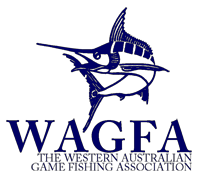 WAGFA
THE WESTERN AUSTRALIAN
GAME FISHING ASSOCIATION